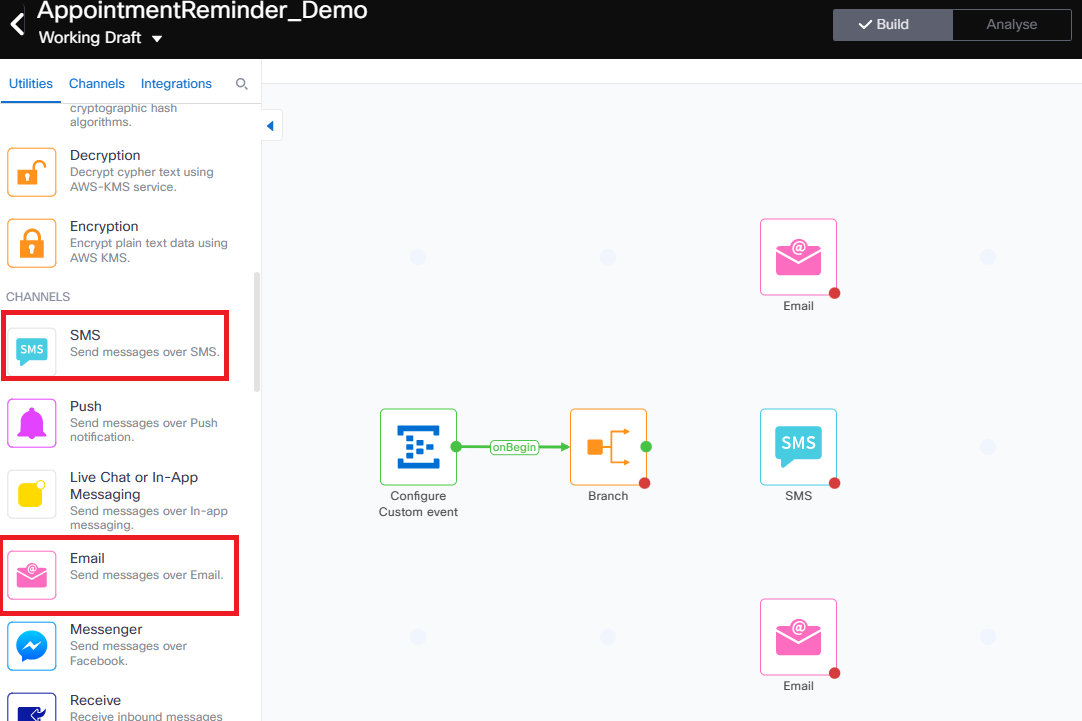 AppointmentReminder_Demo
Working Draft
Build
Analyse
Utilities
Channels
Integrations
cryptographic hash
algorithms.
Decryption
Decrypt cypher text using
AWS-KMS service.
Encryption
Encrypt plain text data using
AWS KMS.
CHANNELS
SMS
SMS
Send messages over SMS.
Push
Send messages over Push
notification.
Live Chat or In-App
Messaging
Send messages over In-app
messaging.
Email
Send messages over Email.
Messenger
Send messages over
Facebook.
Receive
Receive inbound messages
Email
onBegin
Configure
Custom event
Branch
SMS
SMS
Email